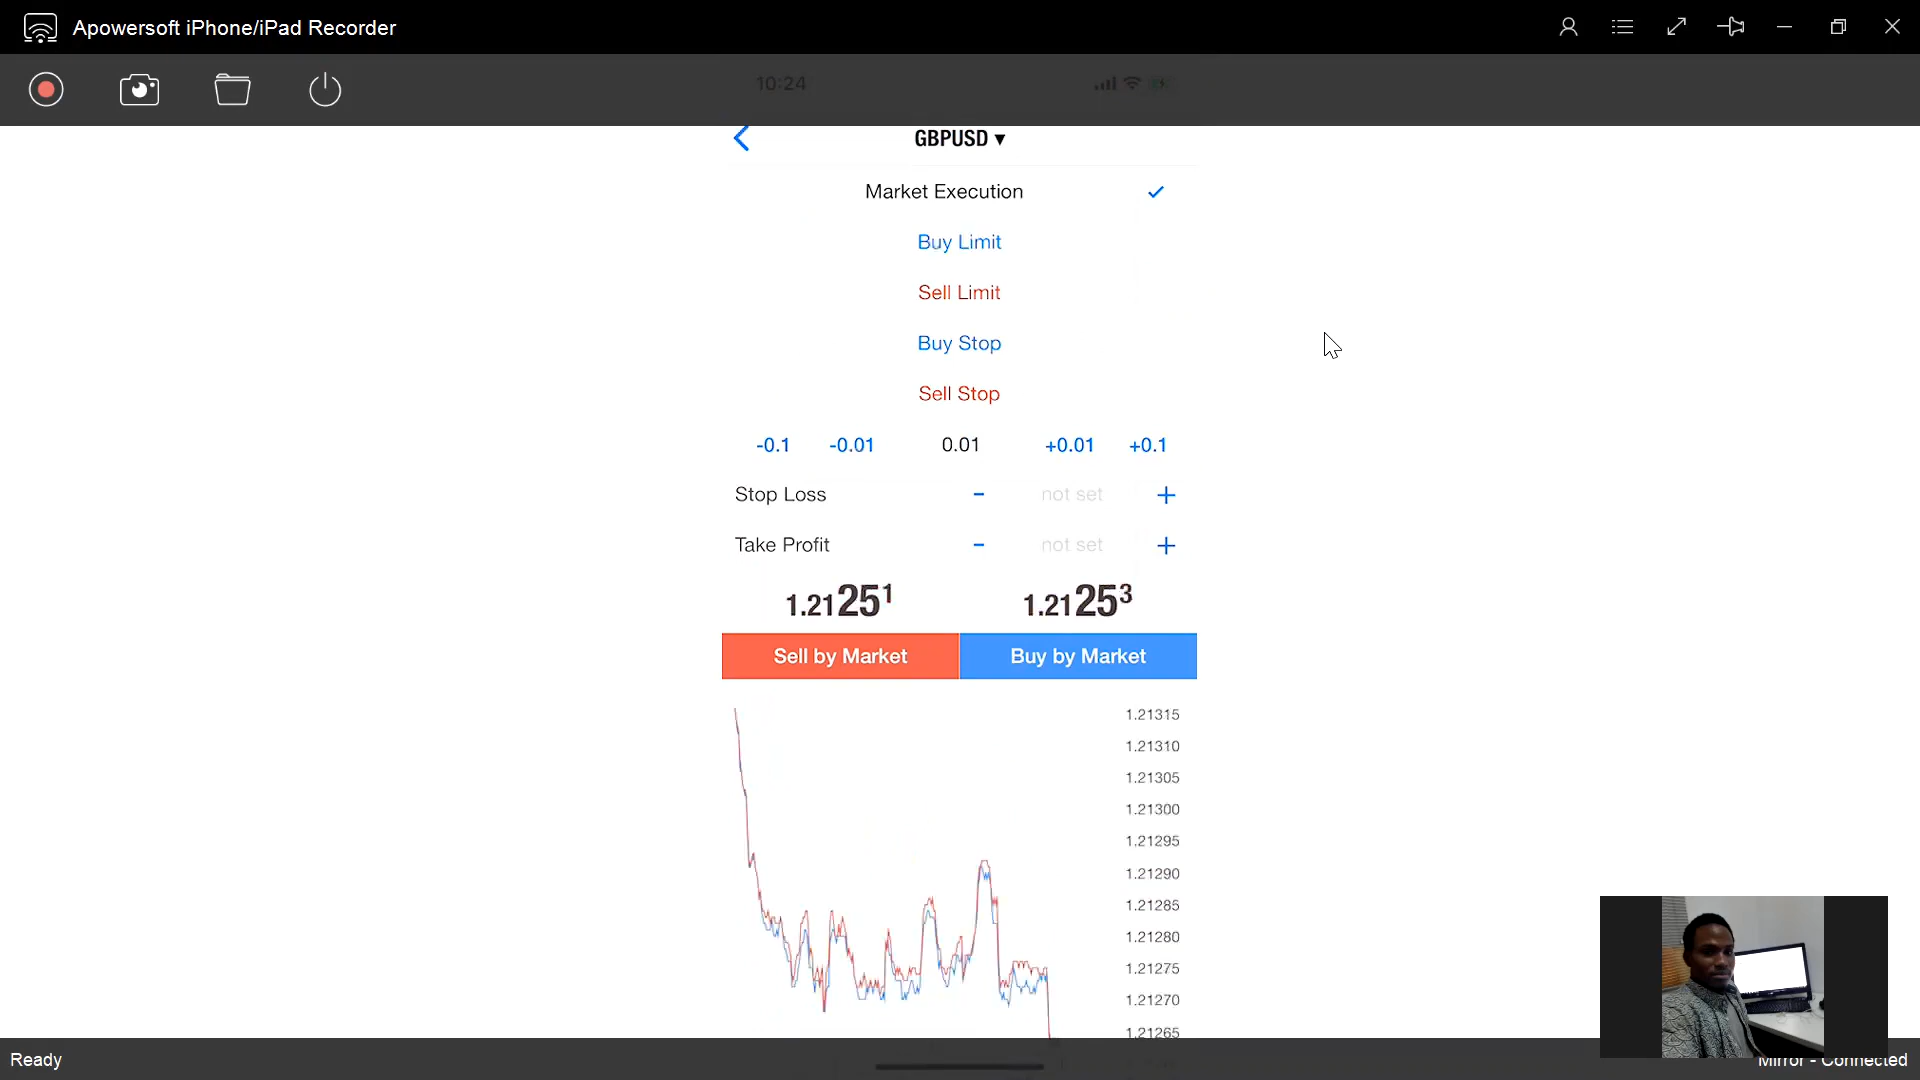 Apowersoft iPhone/iPad Recorder
10:24
GBPUSD ▾
Market Execution
Buy Limit
Sell Limit
Buy Stop
Sell Stop
-0.1 -0.01 0.01 +0.01 +0.1
Stop Loss - not set +
Take Profit - not set +
1.21251 1.21253
Sell by Market Buy by Market
1.21315
1.21310
1.21305
1.21300
1.21295
1.21290
1.21285
1.21280
1.21275
1.21270
1.21265
Ready
Mirror - Connected